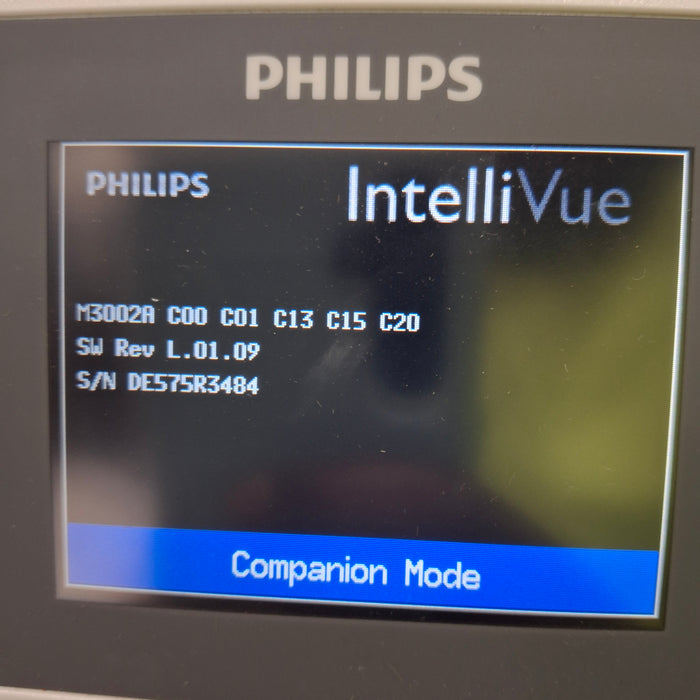 PHILIPS
PHILIPS
IntelliVue
M3002A C00 C01 C13 C15 C20
SW Rev L.01.09
S/N DE575R3484
Companion Mode